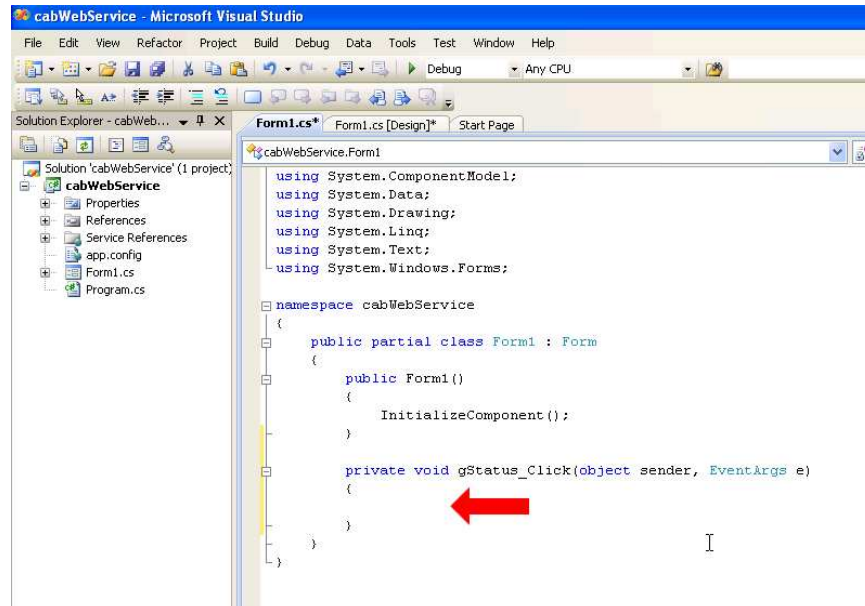 cabWebService - Microsoft Visual Studio
File Edit View Refactor Project Build Debug Data Tools Test Window Help
Debug Any CPU
Solution Explorer - cabWeb...
Form1.cs* Form1.cs [Design]* Start Page
cabWebService.Form1
Solution 'cabWebService' (1 project)
cabWebService
Properties
References
Service References
app.config
Form1.cs
Program.cs
using System.ComponentModel;
using System.Data;
using System.Drawing;
using System.Linq;
using System.Text;
using System.Windows.Forms;
namespace cabWebService
{
public partial class Form1 : Form
{
public Form1()
{
InitializeComponent();
}
private void gStatus_Click(object sender, EventArgs e)
{
}
}
}